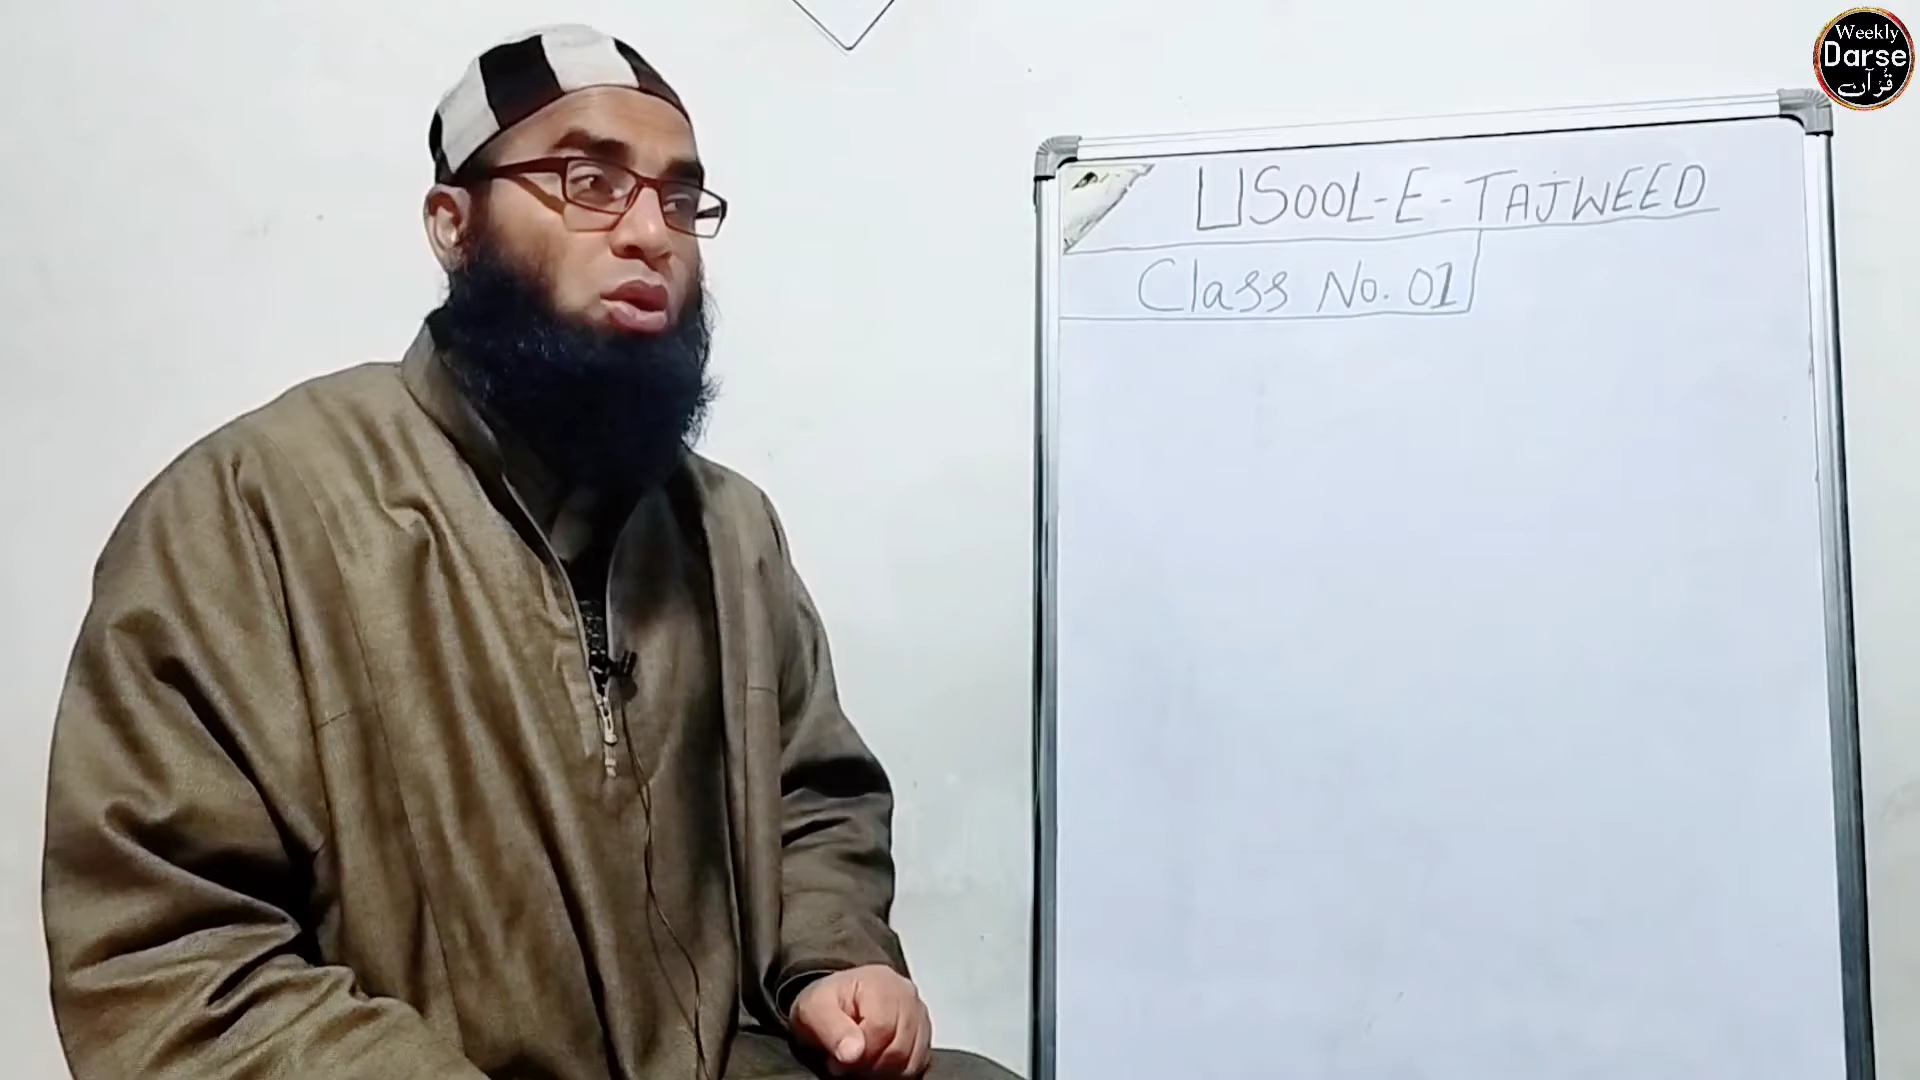 Weekly
Darse
قرآن
USOOL-E-TAJWEED
Class No. 01